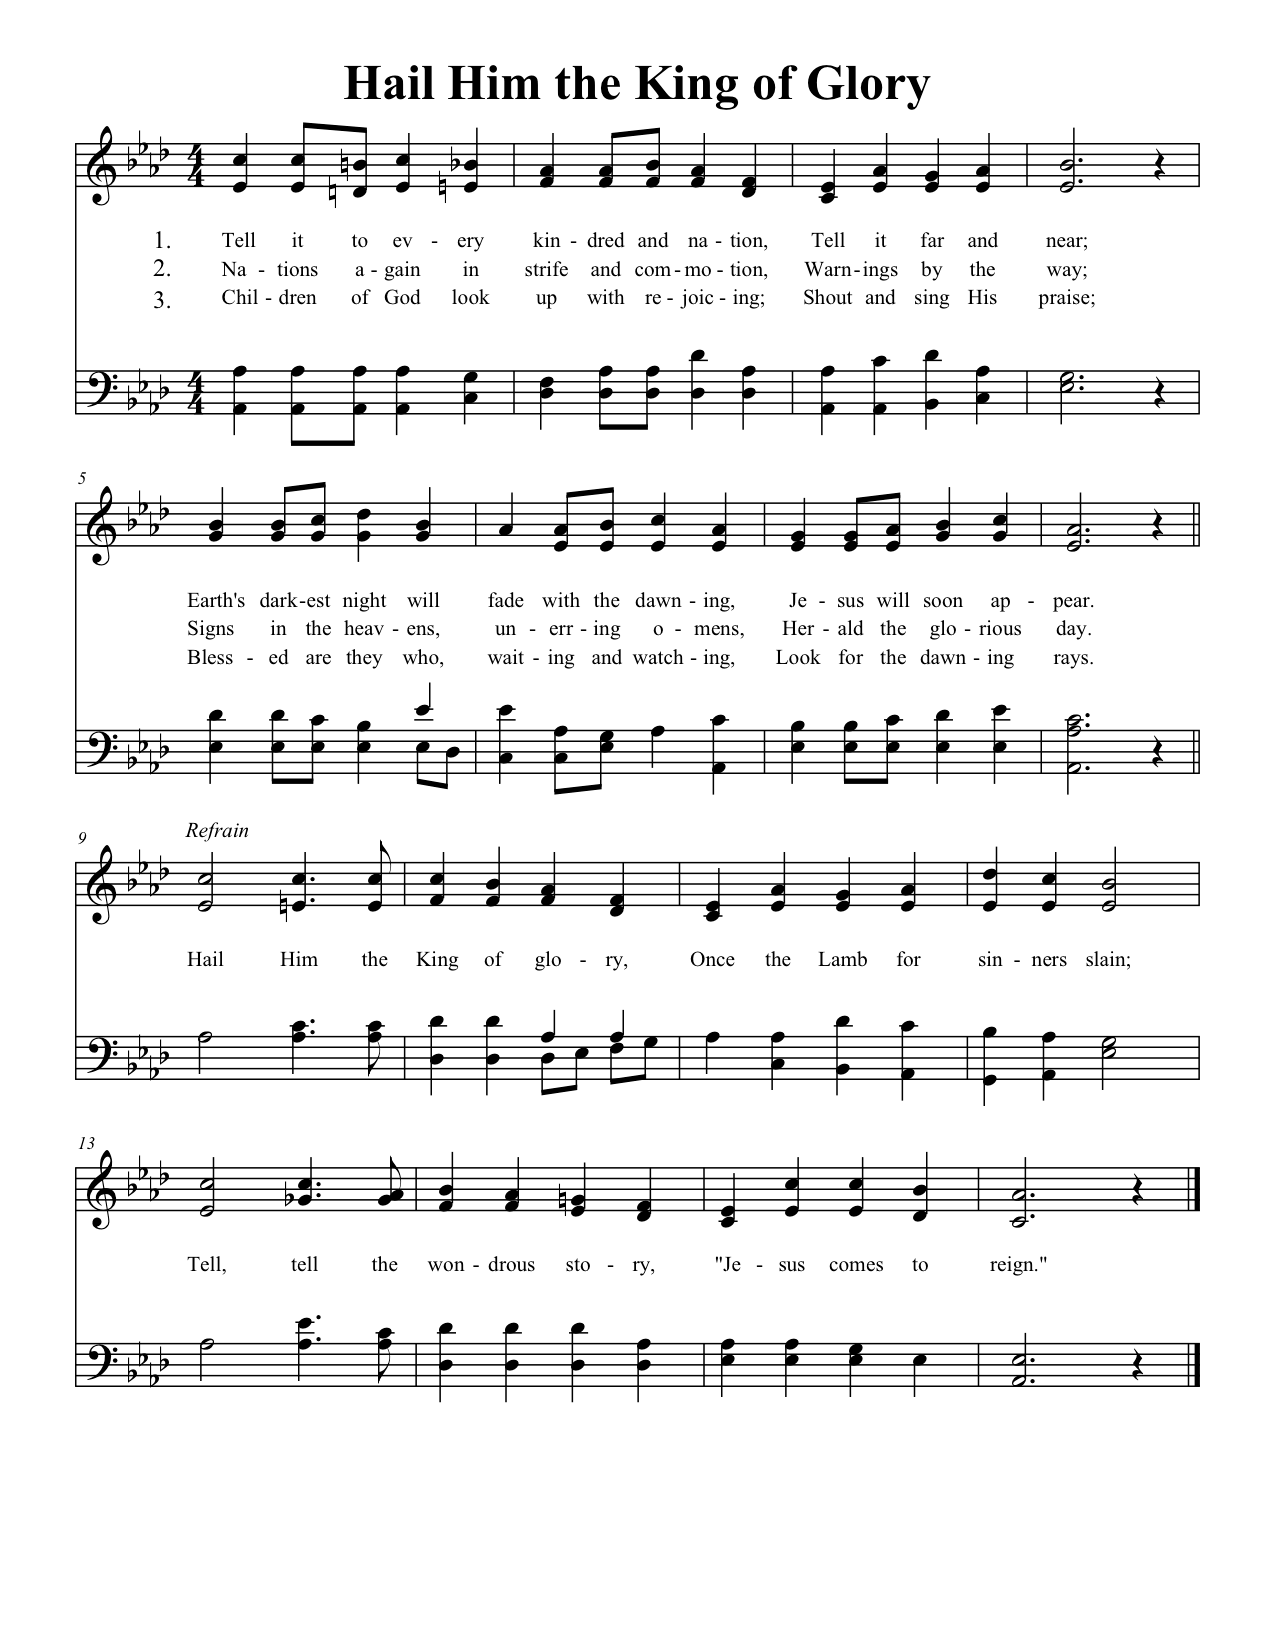 Hail Him the King of Glory
1. Tell it to ev - ery kin - dred and na - tion, Tell it far and near;
2. Na - tions a - gain in strife and com - mo - tion, Warn - ings by the way;
3. Chil - dren of God look up with re - joic - ing; Shout and sing His praise;
5
Earth's dark - est night will fade with the dawn - ing, Je - sus will soon ap - pear.
Signs in the heav - ens, un - err - ing o - mens, Her - ald the glo - rious day.
Bless - ed are they who, wait - ing and watch - ing, Look for the dawn - ing rays.
9 Refrain
Hail Him the King of glo - ry, Once the Lamb for sin - ners slain;
13
Tell, tell the won - drous sto - ry, "Je - sus comes to reign."